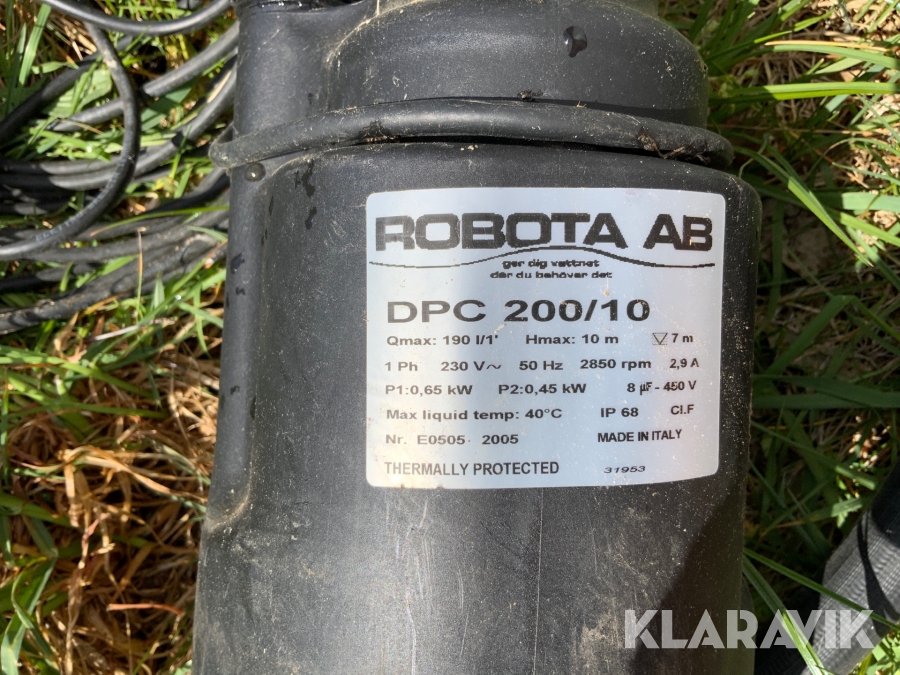 ROBOTA AB
ger dig vattnet
där du behöver det
DPC 200/10
Qmax: 190 l/1' Hmax: 10 m 7 m
1 Ph 230 V~ 50 Hz 2850 rpm 2,9 A
P1:0,65 kW P2:0,45 kW 8 µF - 450 V
Max liquid temp: 40°C IP 68 Cl.F
Nr. E0505 2005 MADE IN ITALY
THERMALLY PROTECTED 31953
KLARAVIK